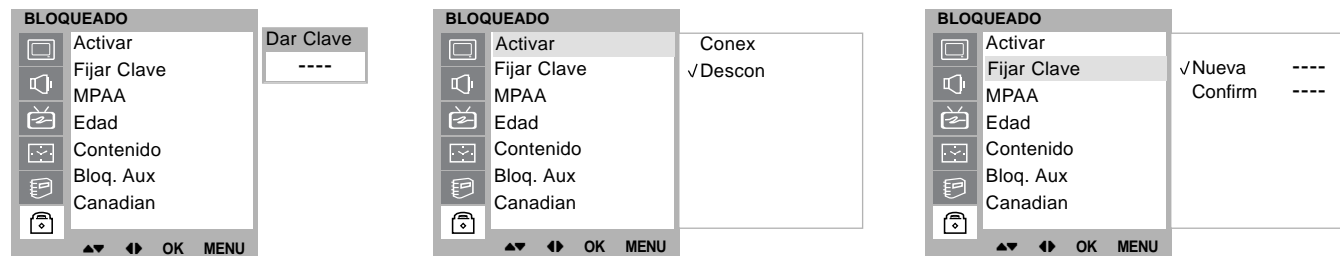 BLOQUEADO
Activar
Fijar Clave
MPAA
Edad
Contenido
Bloq. Aux
Canadian
OK MENU
Dar Clave
----
BLOQUEADO
Activar
Fijar Clave
MPAA
Edad
Contenido
Bloq. Aux
Canadian
OK MENU
Conex
√Descon
BLOQUEADO
Activar
Fijar Clave
MPAA
Edad
Contenido
Bloq. Aux
Canadian
OK MENU
√Nueva ----
Confirm ----